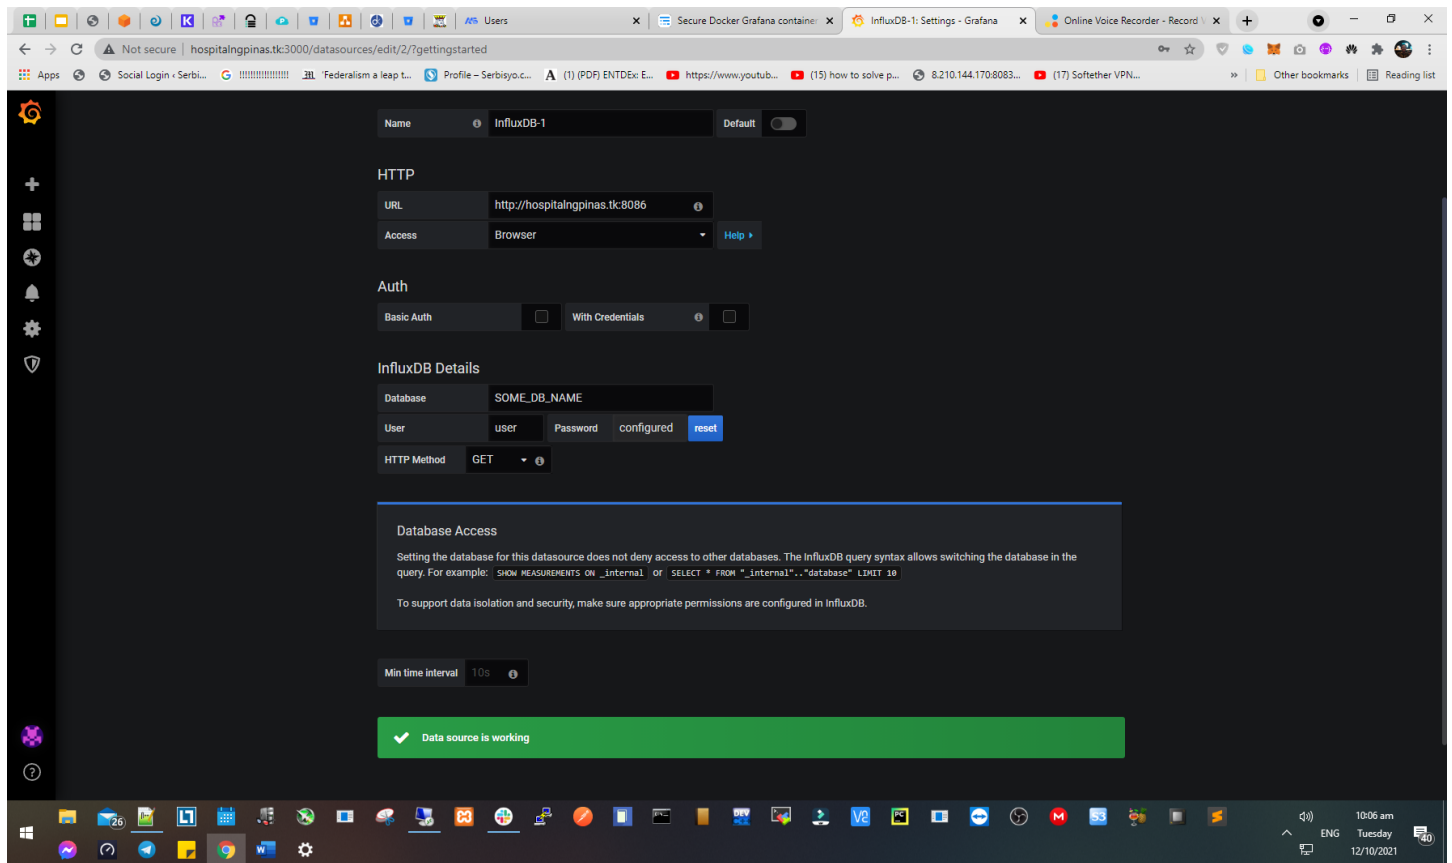 Users
Secure Docker Grafana container
InfluxDB-1: Settings - Grafana
Online Voice Recorder - Record V
Not secure | hospitalngpinas.tk:3000/datasources/edit/2/?gettingstarted
Apps
Social Login ‹ Serbi...
!!!!!!!!!!!!!!!!!
'Federalism a leap t...
Profile – Serbisyo.c...
(1) (PDF) ENTDEx: E...
https://www.youtub...
(15) how to solve p...
8.210.144.170:8083...
(17) Softether VPN...
»
Other bookmarks
Reading list
Name InfluxDB-1 Default
HTTP
URL http://hospitalngpinas.tk:8086
Access Browser Help
Auth
Basic Auth With Credentials
InfluxDB Details
Database SOME_DB_NAME
User user Password configured reset
HTTP Method GET
Database Access
Setting the database for this datasource does not deny access to other databases. The InfluxDB query syntax allows switching the database in the
query. For example: SHOW MEASUREMENTS ON _internal or SELECT * FROM "_internal".."database" LIMIT 10
To support data isolation and security, make sure appropriate permissions are configured in InfluxDB.
Min time interval 10s
Data source is working
26
DEV
PC
S3
10:06 am
ENG Tuesday
12/10/2021
40